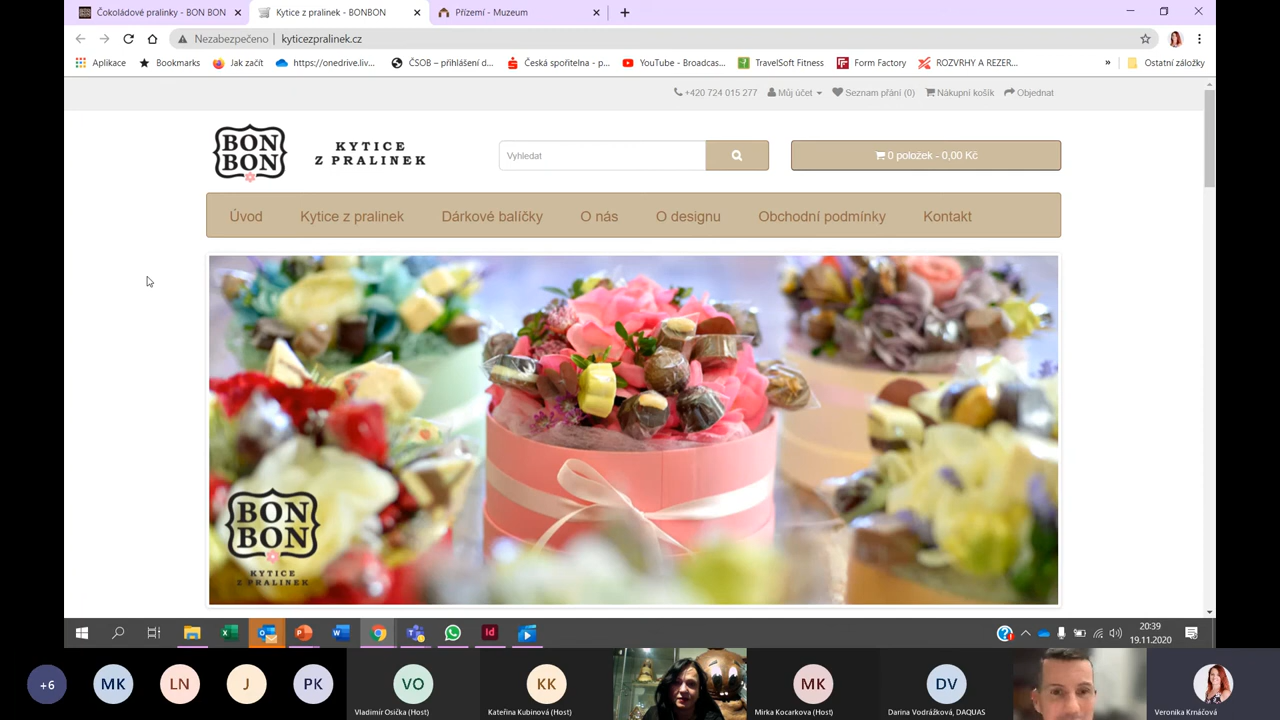 Čokoládové pralinky - BON BON
Kytice z pralinek - BONBON
Přízemí - Muzeum
Nezabezpečeno
kyticezpralinek.cz
Aplikace
Bookmarks
Jak začít
https://onedrive.liv...
ČSOB – přihlášení d...
Česká spořitelna - p...
YouTube - Broadcas...
TravelSoft Fitness
Form Factory
ROZVRHY A REZER...
»
Ostatní záložky
+420 724 015 277
Můj účet
Seznam přání (0)
Nákupní košík
Objednat
BON
BON
KYTICE
Z PRALINEK
Vyhledat
0 položek - 0,00 Kč
Úvod
Kytice z pralinek
Dárkové balíčky
O nás
O designu
Obchodní podmínky
Kontakt
BON
BON
KYTICE
Z PRALINEK
20:39
19.11.2020
+6
MK
LN
J
PK
VO
Vladimír Osička (Host)
KK
Kateřina Kubínová (Host)
MK
Mirka Kocarkova (Host)
DV
Darina Vodrážková, DAQUAS
Veronika Krnáčová